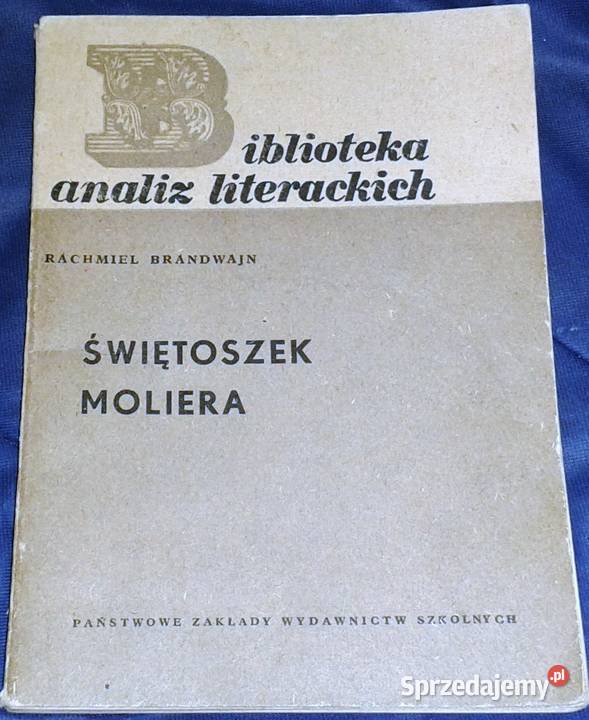 Biblioteka
analiz literackich
RACHMIEL BRANDWAJN
ŚWIĘTOSZEK
MOLIERA
PAŃSTWOWE ZAKŁADY WYDAWNICTW SZKOLNYCH
Sprzedajemy.pl